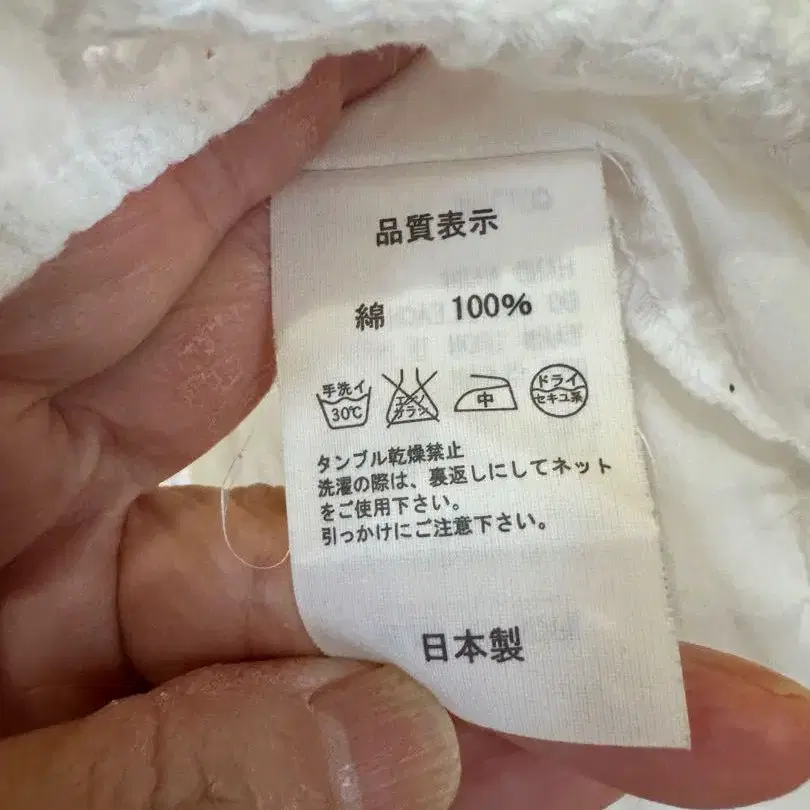 品質表示
綿 100%
手洗イ 30℃ エンソ サラシ 中 ドライ セキユ系
タンブル乾燥禁止
洗濯の際は、裏返しにしてネット
をご使用下さい。
引っかけにご注意下さい。
日本製